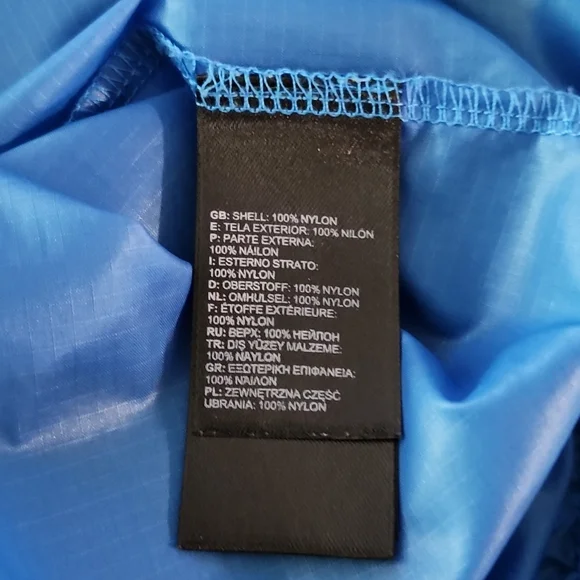 GB: SHELL: 100% NYLON
E: TELA EXTERIOR: 100% NILÓN
P: PARTE EXTERNA:
100% NÁILON
I: ESTERNO STRATO:
100% NYLON
D: OBERSTOFF: 100% NYLON
NL: OMHULSEL: 100% NYLON
F: ÉTOFFE EXTÉRIEURE:
100% NYLON
RU: ВЕРХ: 100% НЕЙЛОН
TR: DIŞ YÜZEY MALZEME:
100% NAYLON
GR: ΕΞΩΤΕΡΙΚΗ ΕΠΙΦΑΝΕΙΑ:
100% ΝΑΪΛΟΝ
PL: ZEWNĘTRZNA CZĘŚĆ
UBRANIA: 100% NYLON